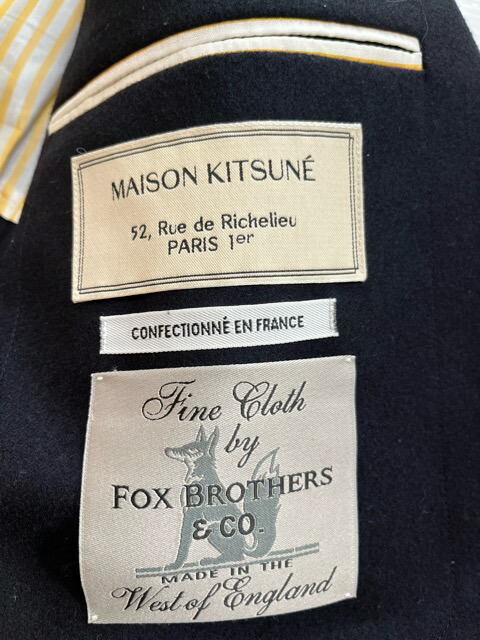 MAISON KITSUNÉ
52, Rue de Richelieu
PARIS 1er
CONFECTIONNÉ EN FRANCE
Fine Cloth
by
FOX BROTHERS
& CO.
MADE IN THE
West of England